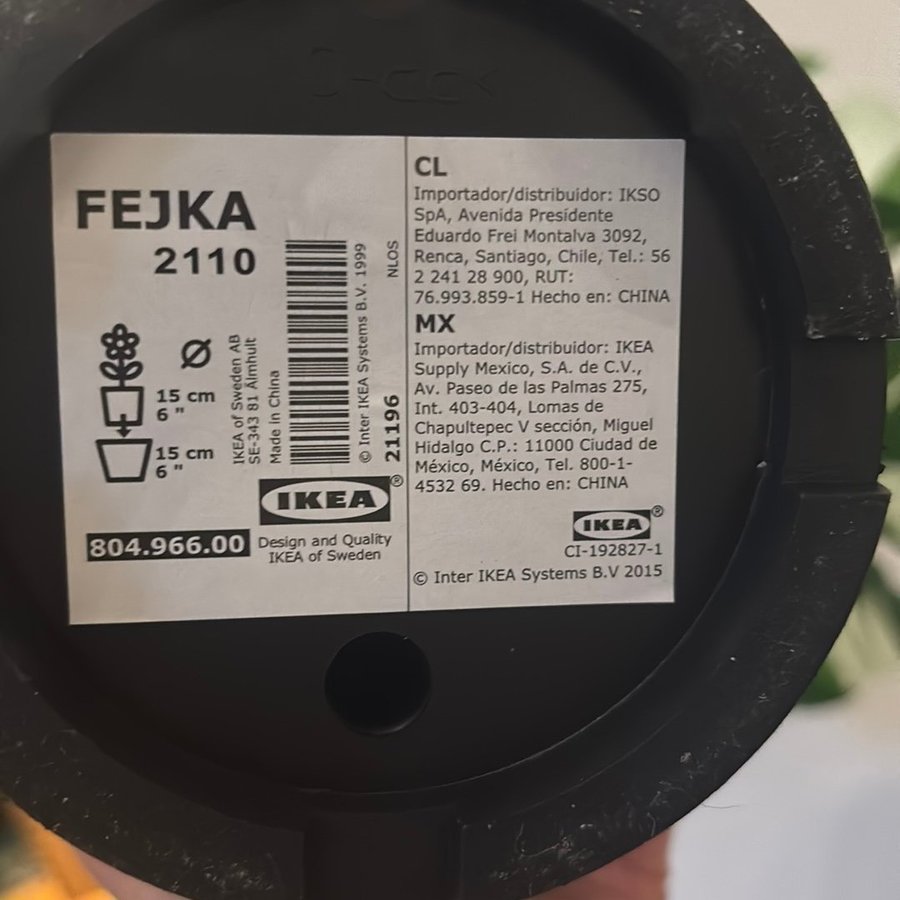 FEJKA
2110
15 cm
6 "
15 cm
6 "
IKEA of Sweden AB
SE-343 81 Älmhult
Made in China
© Inter IKEA Systems B.V. 1999
21196
NLOS
IKEA®
804.966.00
Design and Quality
IKEA of Sweden
CL
Importador/distribuidor: IKSO
SpA, Avenida Presidente
Eduardo Frei Montalva 3092,
Renca, Santiago, Chile, Tel.: 56
2 241 28 900, RUT:
76.993.859-1 Hecho en: CHINA
MX
Importador/distribuidor: IKEA
Supply Mexico, S.A. de C.V.,
Av. Paseo de las Palmas 275,
Int. 403-404, Lomas de
Chapultepec V sección, Miguel
Hidalgo C.P.: 11000 Ciudad de
México, México, Tel. 800-1-
4532 69. Hecho en: CHINA
IKEA®
CI-192827-1
© Inter IKEA Systems B.V 2015